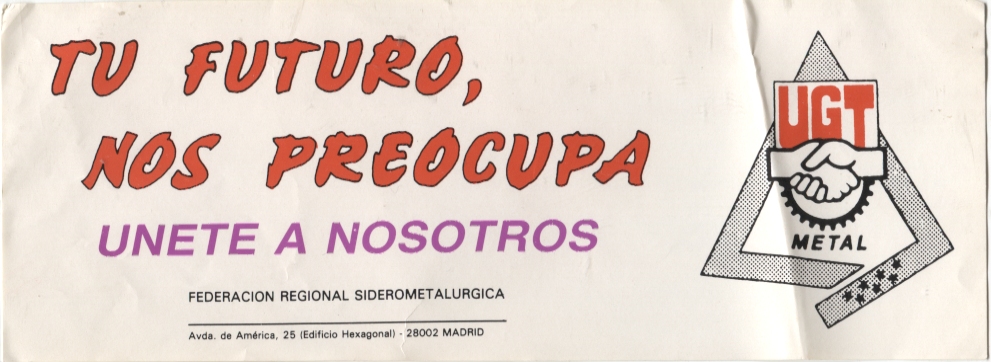 TU FUTURO,
NOS PREOCUPA
UNETE A NOSOTROS
FEDERACION REGIONAL SIDEROMETALURGICA
Avda. de América, 25 (Edificio Hexagonal) - 28002 MADRID
UGT
METAL